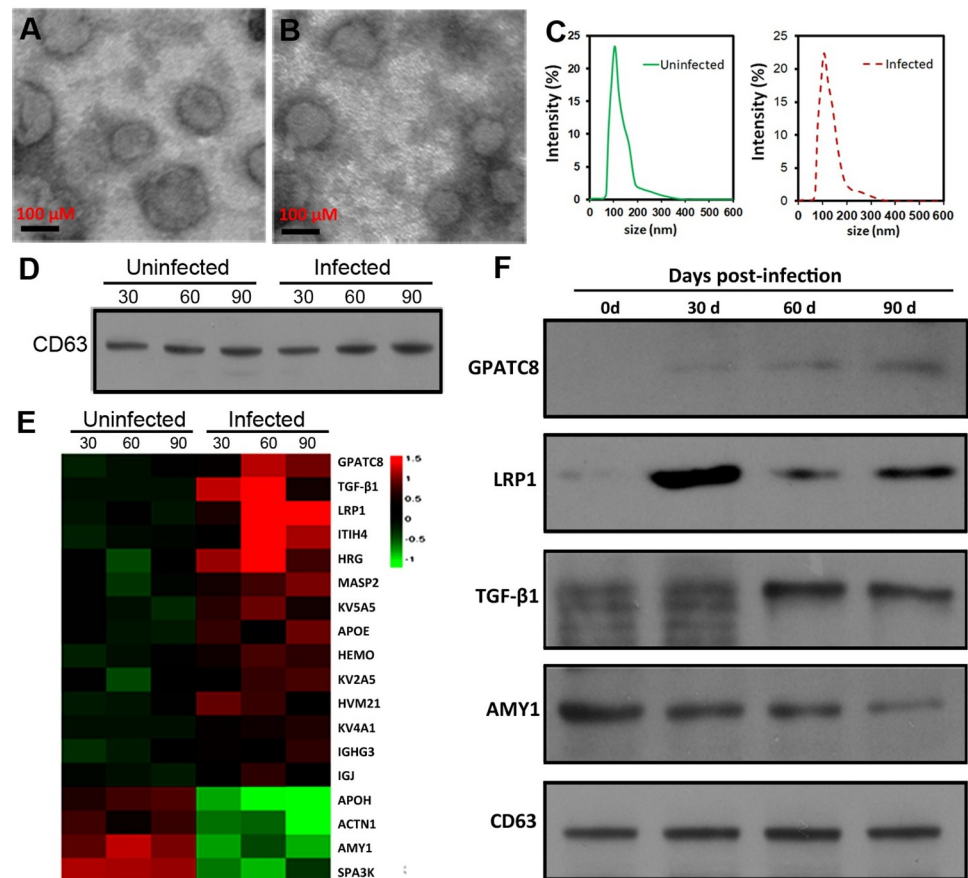 A
100 µM
B
100 µM
C
Intensity (%)
25
20
15
10
5
0
Uninfected
0 100 200 300 400 500 600
size (nm)
Intensity (%)
25
20
15
10
5
0
Infected
0 100 200 300 400 500 600
size (nm)
D
Uninfected Infected
30 60 90 30 60 90
CD63
E
Uninfected Infected
30 60 90 30 60 90
GPATC8
TGF-β1
LRP1
ITIH4
HRG
MASP2
KV5A5
APOE
HEMO
KV2A5
HVM21
KV4A1
IGHG3
IGJ
APOH
ACTN1
AMY1
SPA3K
1.5
1
0.5
0
-0.5
-1
F
Days post-infection
0d 30 d 60 d 90 d
GPATC8
LRP1
TGF-β1
AMY1
CD63